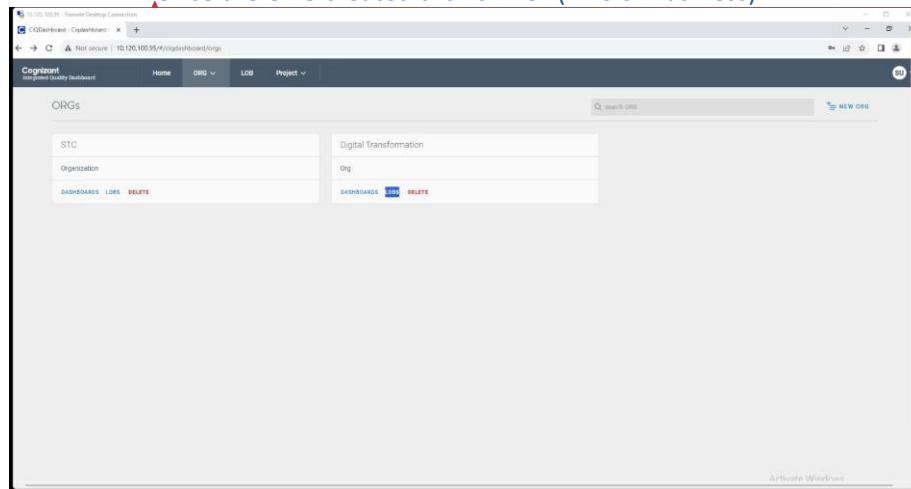 10.120.100.95 - Remote Desktop Connection
CIQDashboard - Ciqdashboard
Not secure | 10.120.100.95/#/ciqdashboard/orgs
Cognizant
Integrated Quality Dashboard
Home ORG LOB Project SU
ORGs search ORG NEW ORG
STC Digital Transformation
Organization Org
DASHBOARDS LOBS DELETE DASHBOARDS LOBS DELETE
Activate Windows